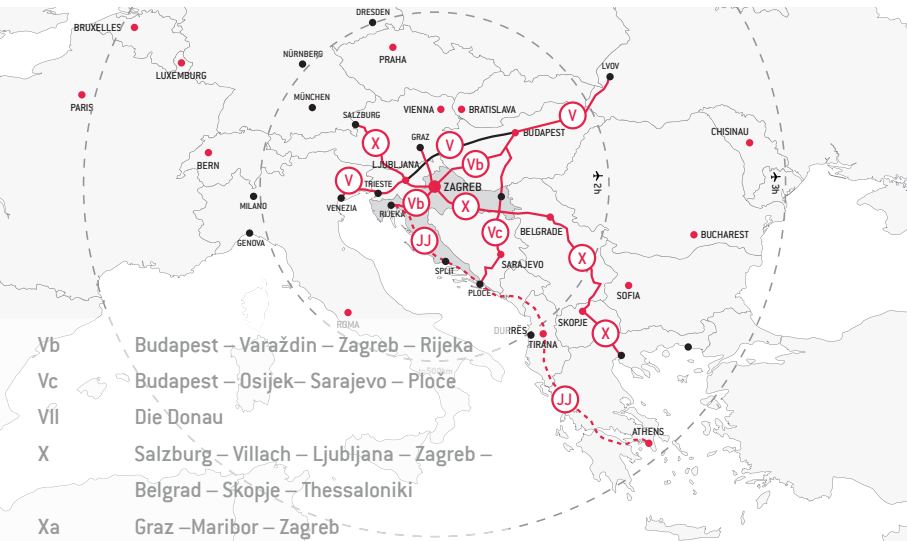 DRESDEN
BRUXELLES
NÜRNBERG
PRAHA
LUXEMBURG
LVOV
PARIS
MÜNCHEN
SALZBURG
VIENNA
BRATISLAVA
V
BUDAPEST
CHISINAU
X
GRAZ
V
BERN
LJUBLJANA
Vb
V
TRIESTE
ZAGREB
2h
3h
MILANO
VENEZIA
RIJEKA
Vb
X
GENOVA
JJ
Vc
BELGRADE
BUCHAREST
SPLIT
SARAJEVO
X
PLOČE
SOFIA
ROMA
DURRËS
SKOPJE
X
TIRANA
Vb Budapest – Varaždin – Zagreb – Rijeka
500km
Vc Budapest – Osijek– Sarajevo – Ploče
JJ
VII Die Donau
ATHENS
X Salzburg – Villach – Ljubljana – Zagreb –
Belgrad – Skopje – Thessaloniki
Xa Graz –Maribor – Zagreb